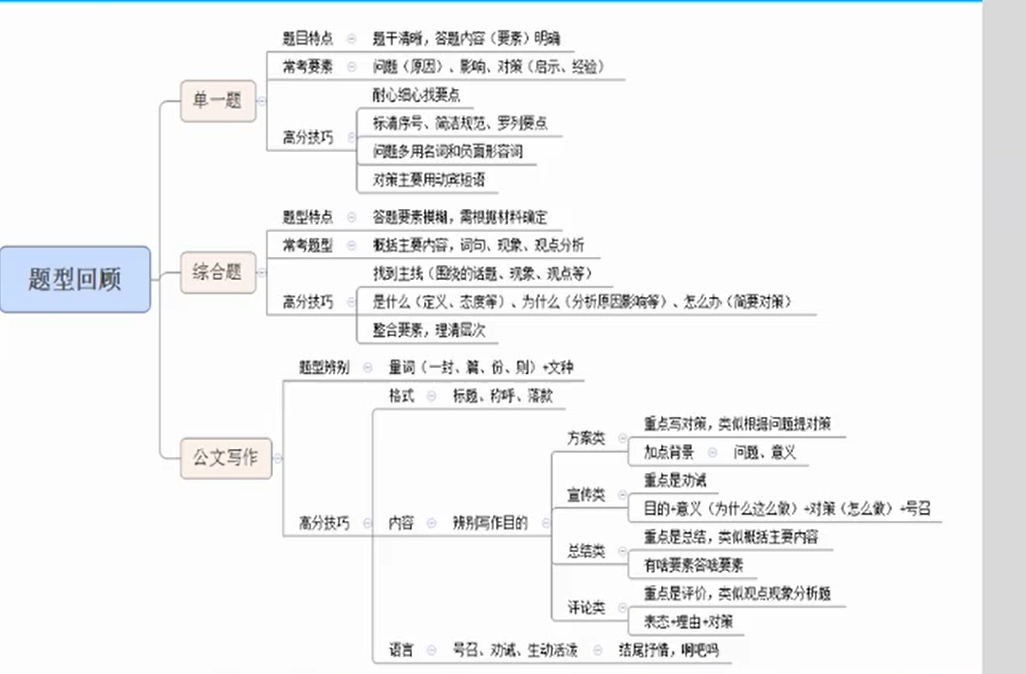 题型回顾
单一题
题目特点
题干清晰，答题内容（要素）明确
常考要素
问题（原因）、影响、对策（启示、经验）
高分技巧
耐心细心找要点
标清序号、简洁规范、罗列要点
问题多用名词和负面形容词
对策主要用动宾短语
综合题
题型特点
答题要素模糊，需根据材料确定
常考题型
概括主要内容，词句、现象、观点分析
高分技巧
找到主线（围绕的话题、现象、观点等）
是什么（定义、态度等）、为什么（分析原因影响等）、怎么办（简要对策）
整合要素，理清层次
公文写作
题型辨别
量词（一封、篇、份、则）+文种
高分技巧
格式
标题、称呼、落款
内容
辨别写作目的
方案类
重点写对策，类似根据问题提对策
加点背景
问题、意义
宣传类
重点是劝诫
目的+意义（为什么这么做）+对策（怎么做）+号召
总结类
重点是总结，类似概括主要内容
有啥要素答啥要素
评论类
重点是评价，类似观点现象分析题
表态+理由+对策
语言
号召、劝诫、生动活泼
结尾抒情，啊吧吗